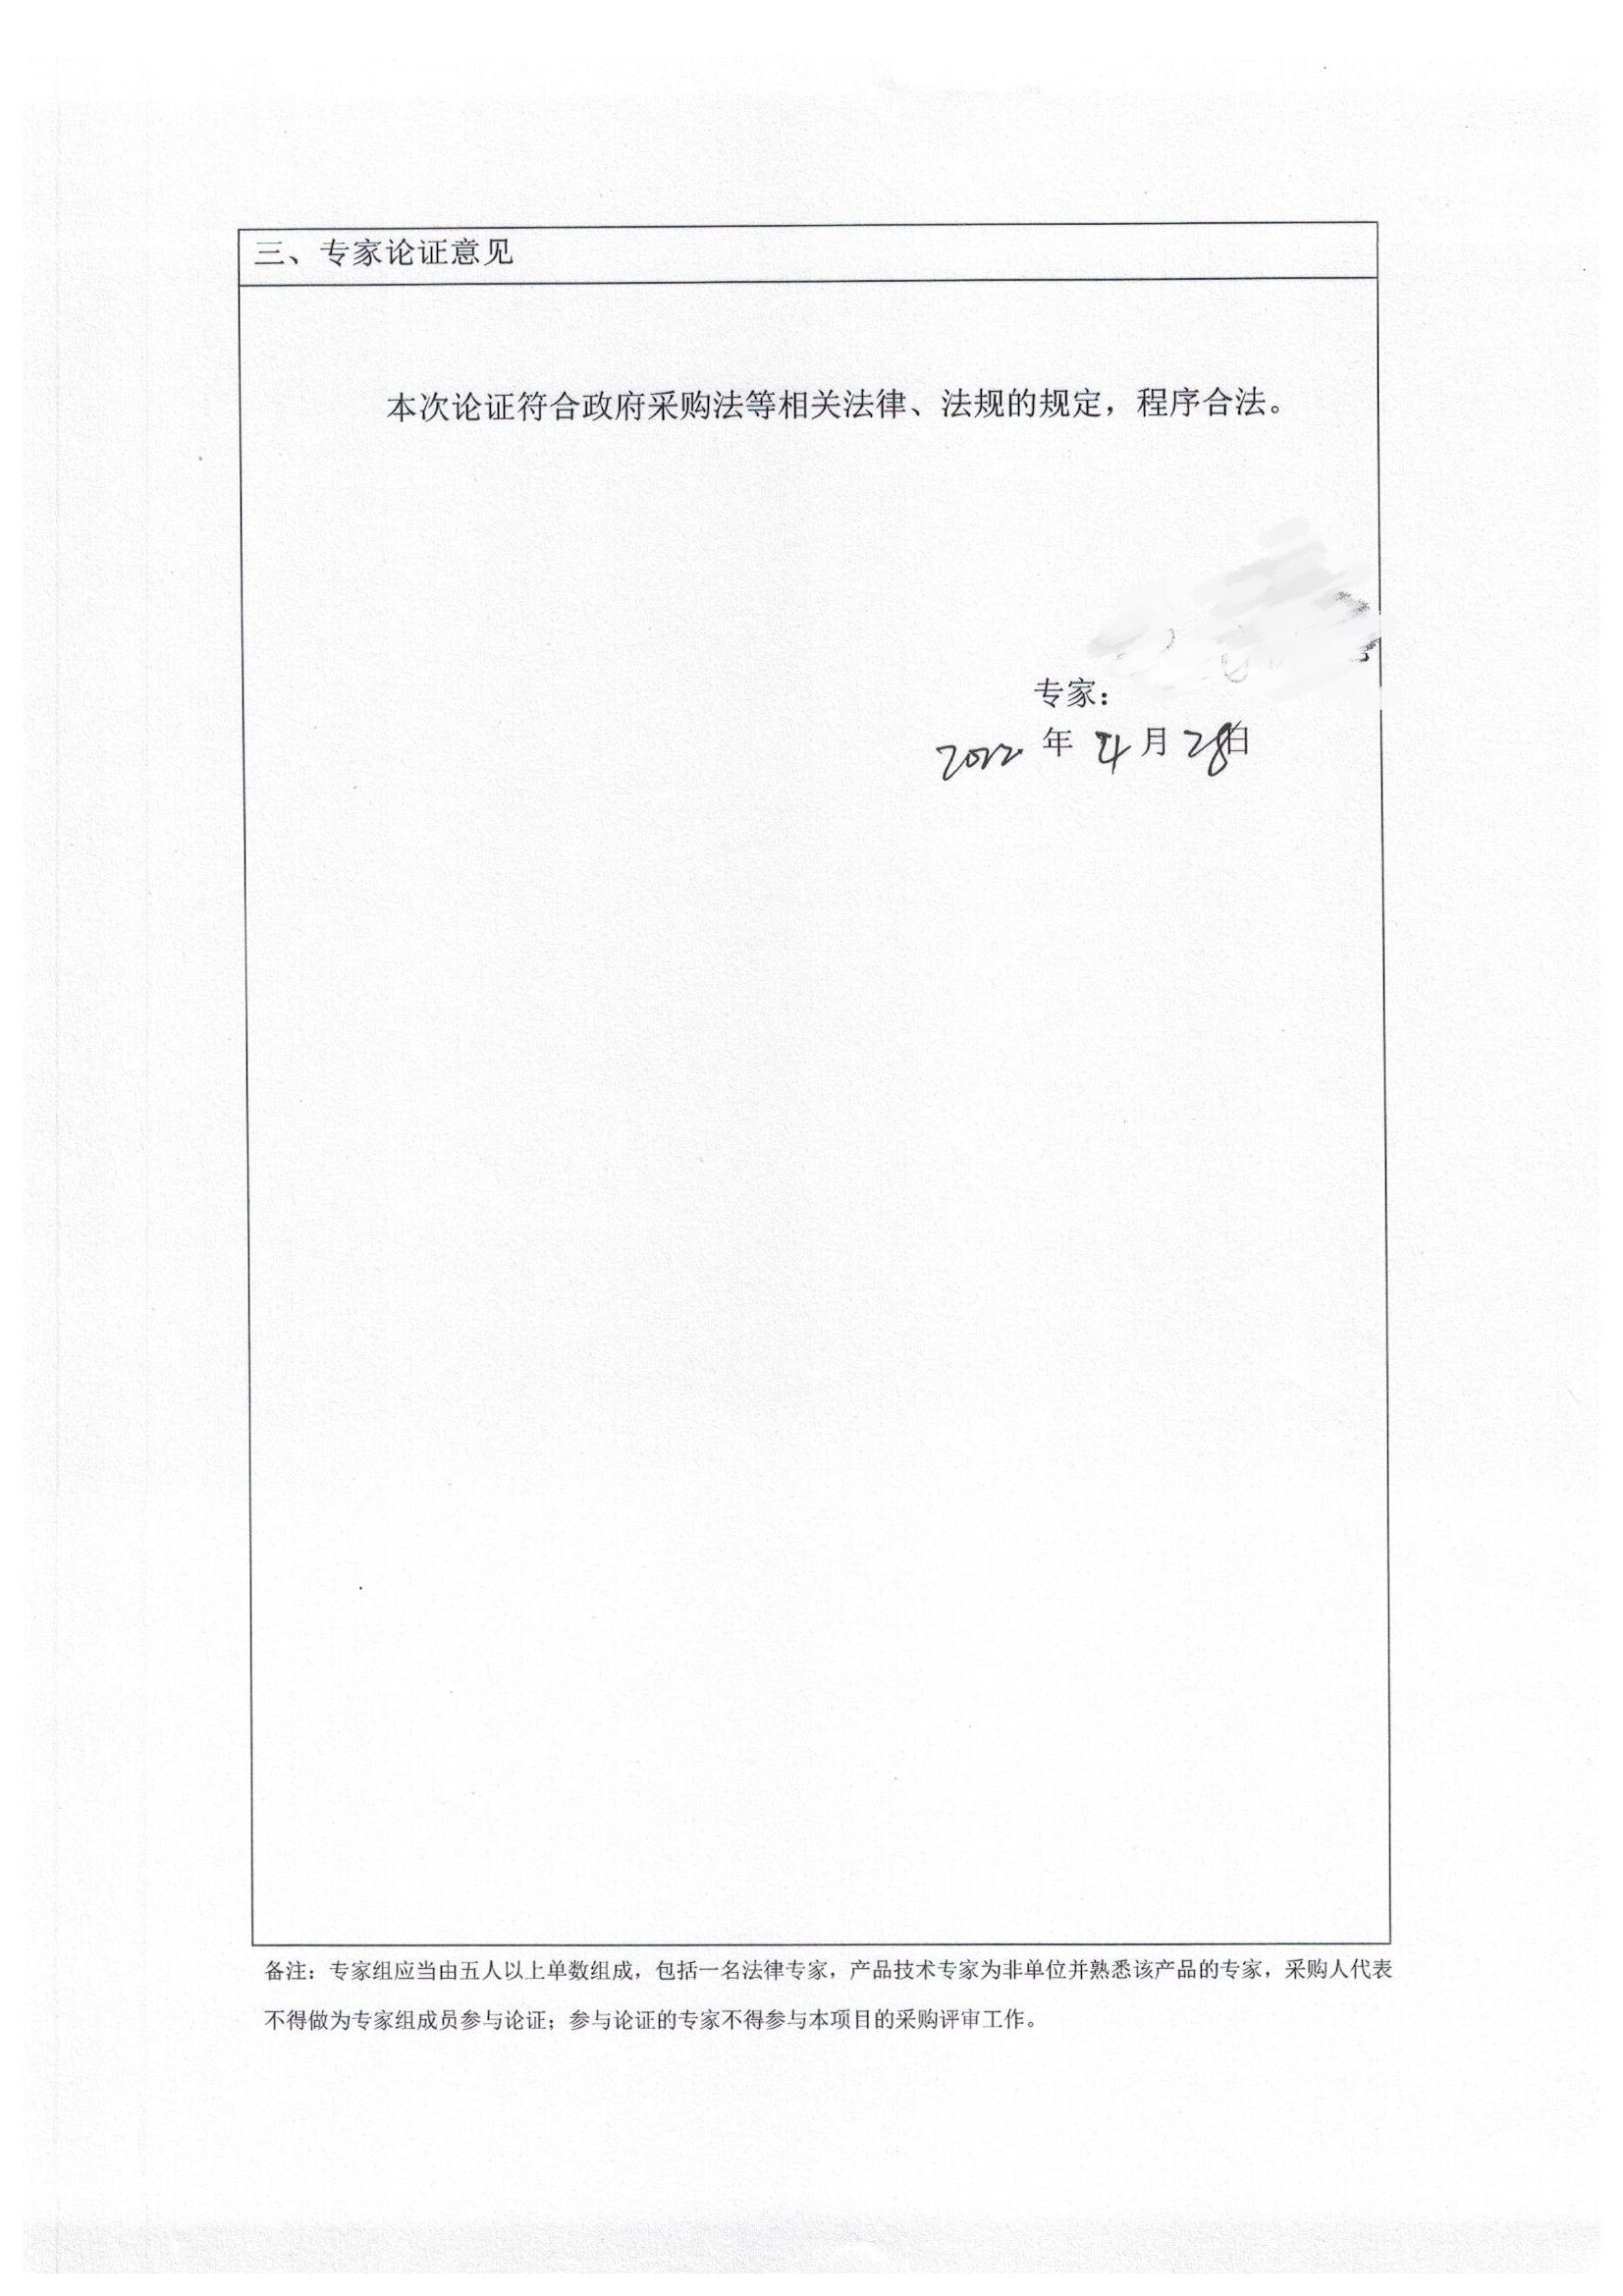 三、专家论证意见
本次论证符合政府采购法等相关法律、法规的规定，程序合法。
专家：
2022 年 4 月 28日
备注：专家组应当由五人以上单数组成，包括一名法律专家，产品技术专家为非单位并熟悉该产品的专家，采购人代表
不得做为专家组成员参与论证；参与论证的专家不得参与本项目的采购评审工作。